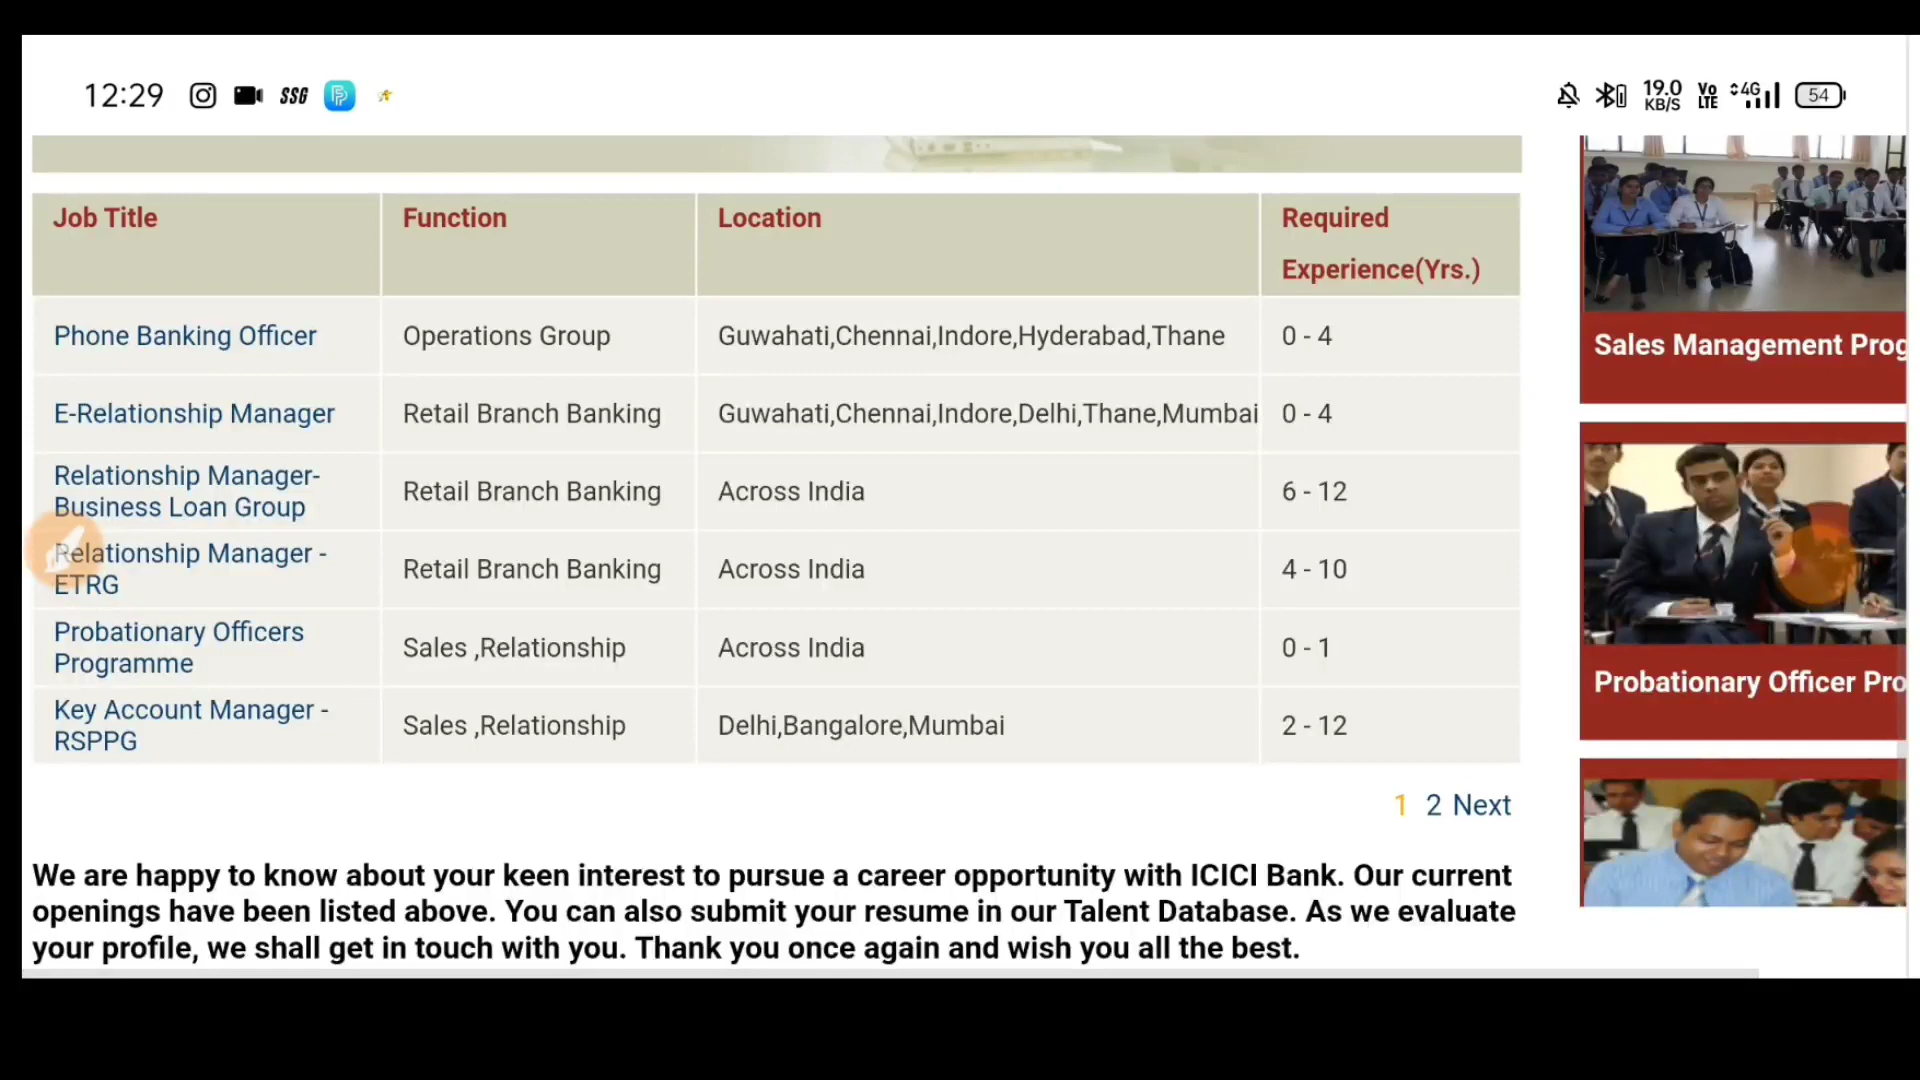 12:29 SSG 19.0 KB/S Vo LTE 4G 54
Job Title Function Location Required
Experience(Yrs.)
Phone Banking Officer Operations Group Guwahati,Chennai,Indore,Hyderabad,Thane 0 - 4
E-Relationship Manager Retail Branch Banking Guwahati,Chennai,Indore,Delhi,Thane,Mumbai 0 - 4
Relationship Manager-
Business Loan Group Retail Branch Banking Across India 6 - 12
Relationship Manager -
ETRG Retail Branch Banking Across India 4 - 10
Probationary Officers
Programme Sales ,Relationship Across India 0 - 1
Key Account Manager -
RSPPG Sales ,Relationship Delhi,Bangalore,Mumbai 2 - 12
1 2 Next
We are happy to know about your keen interest to pursue a career opportunity with ICICI Bank. Our current
openings have been listed above. You can also submit your resume in our Talent Database. As we evaluate
your profile, we shall get in touch with you. Thank you once again and wish you all the best.
Sales Management Prog
Probationary Officer Pro